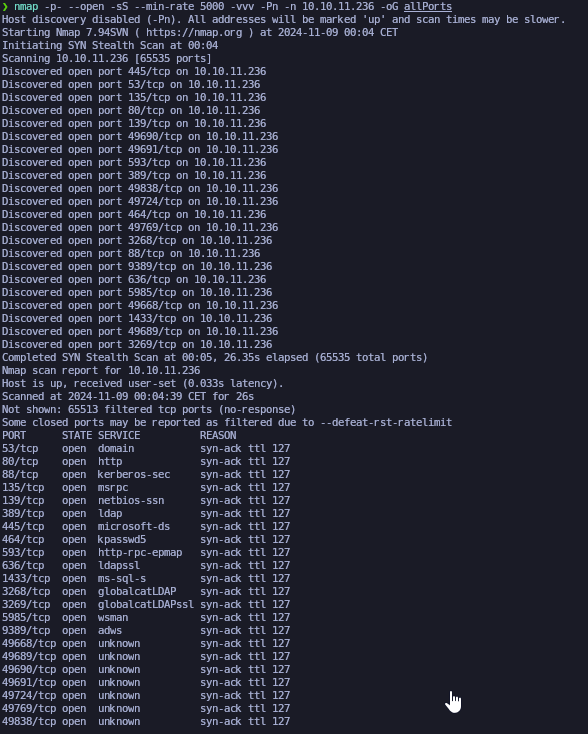 ❯ nmap -p- --open -sS --min-rate 5000 -vvv -Pn -n 10.10.11.236 -oG allPorts
Host discovery disabled (-Pn). All addresses will be marked 'up' and scan times may be slower.
Starting Nmap 7.94SVN ( https://nmap.org ) at 2024-11-09 00:04 CET
Initiating SYN Stealth Scan at 00:04
Scanning 10.10.11.236 [65535 ports]
Discovered open port 445/tcp on 10.10.11.236
Discovered open port 53/tcp on 10.10.11.236
Discovered open port 135/tcp on 10.10.11.236
Discovered open port 80/tcp on 10.10.11.236
Discovered open port 139/tcp on 10.10.11.236
Discovered open port 49690/tcp on 10.10.11.236
Discovered open port 49691/tcp on 10.10.11.236
Discovered open port 593/tcp on 10.10.11.236
Discovered open port 389/tcp on 10.10.11.236
Discovered open port 49838/tcp on 10.10.11.236
Discovered open port 49724/tcp on 10.10.11.236
Discovered open port 464/tcp on 10.10.11.236
Discovered open port 49769/tcp on 10.10.11.236
Discovered open port 3268/tcp on 10.10.11.236
Discovered open port 88/tcp on 10.10.11.236
Discovered open port 9389/tcp on 10.10.11.236
Discovered open port 636/tcp on 10.10.11.236
Discovered open port 5985/tcp on 10.10.11.236
Discovered open port 49668/tcp on 10.10.11.236
Discovered open port 1433/tcp on 10.10.11.236
Discovered open port 49689/tcp on 10.10.11.236
Discovered open port 3269/tcp on 10.10.11.236
Completed SYN Stealth Scan at 00:05, 26.35s elapsed (65535 total ports)
Nmap scan report for 10.10.11.236
Host is up, received user-set (0.033s latency).
Scanned at 2024-11-09 00:04:39 CET for 26s
Not shown: 65513 filtered tcp ports (no-response)
Some closed ports may be reported as filtered due to --defeat-rst-ratelimit
PORT      STATE SERVICE          REASON
53/tcp    open  domain           syn-ack ttl 127
80/tcp    open  http             syn-ack ttl 127
88/tcp    open  kerberos-sec     syn-ack ttl 127
135/tcp   open  msrpc            syn-ack ttl 127
139/tcp   open  netbios-ssn      syn-ack ttl 127
389/tcp   open  ldap             syn-ack ttl 127
445/tcp   open  microsoft-ds     syn-ack ttl 127
464/tcp   open  kpasswd5         syn-ack ttl 127
593/tcp   open  http-rpc-epmap   syn-ack ttl 127
636/tcp   open  ldapssl          syn-ack ttl 127
1433/tcp  open  ms-sql-s         syn-ack ttl 127
3268/tcp  open  globalcatLDAP    syn-ack ttl 127
3269/tcp  open  globalcatLDAPssl syn-ack ttl 127
5985/tcp  open  wsman            syn-ack ttl 127
9389/tcp  open  adws             syn-ack ttl 127
49668/tcp open  unknown          syn-ack ttl 127
49689/tcp open  unknown          syn-ack ttl 127
49690/tcp open  unknown          syn-ack ttl 127
49691/tcp open  unknown          syn-ack ttl 127
49724/tcp open  unknown          syn-ack ttl 127
49769/tcp open  unknown          syn-ack ttl 127
49838/tcp open  unknown          syn-ack ttl 127